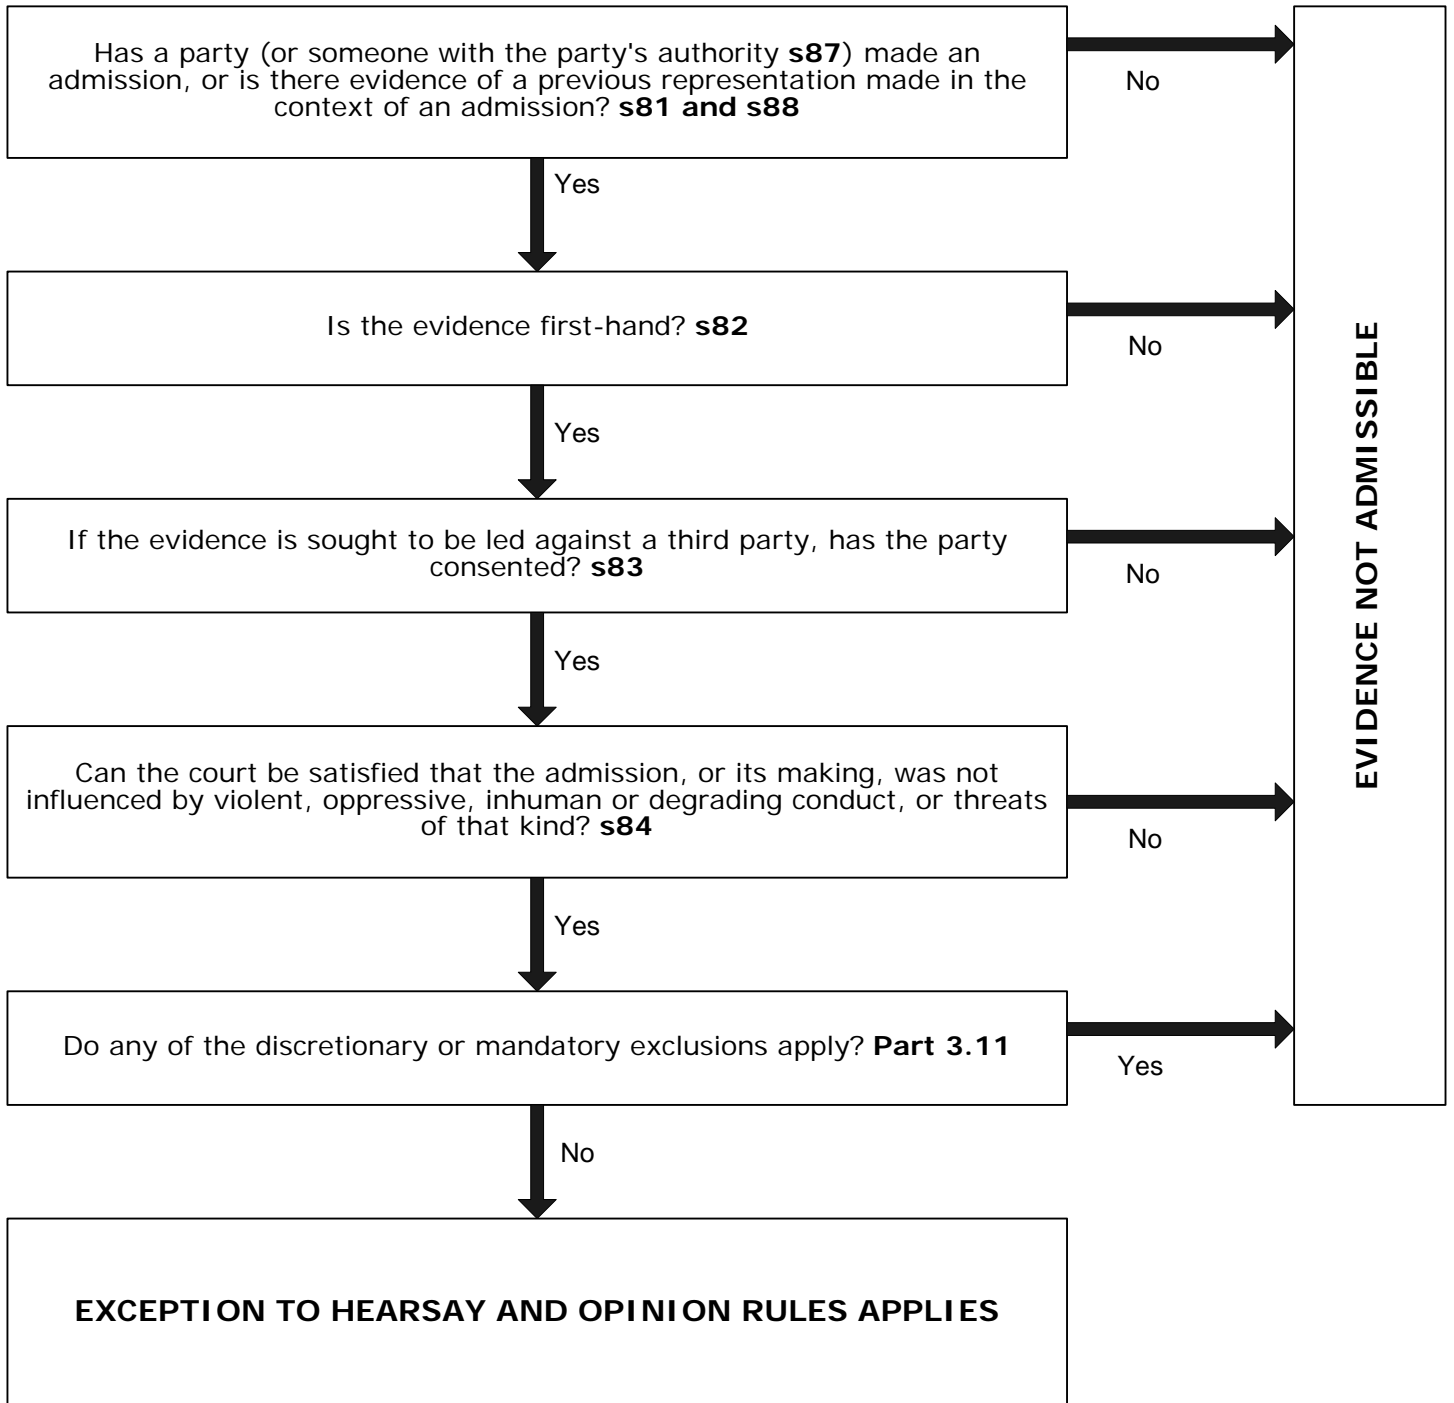 Has a party (or someone with the party's authority s87) made an
admission, or is there evidence of a previous representation made in the
context of an admission? s81 and s88
No
Yes
Is the evidence first-hand? s82
No
Yes
If the evidence is sought to be led against a third party, has the party
consented? s83
No
Yes
Can the court be satisfied that the admission, or its making, was not
influenced by violent, oppressive, inhuman or degrading conduct, or threats
of that kind? s84
No
Yes
Do any of the discretionary or mandatory exclusions apply? Part 3.11
Yes
No
EXCEPTION TO HEARSAY AND OPINION RULES APPLIES
EVIDENCE NOT ADMISSIBLE